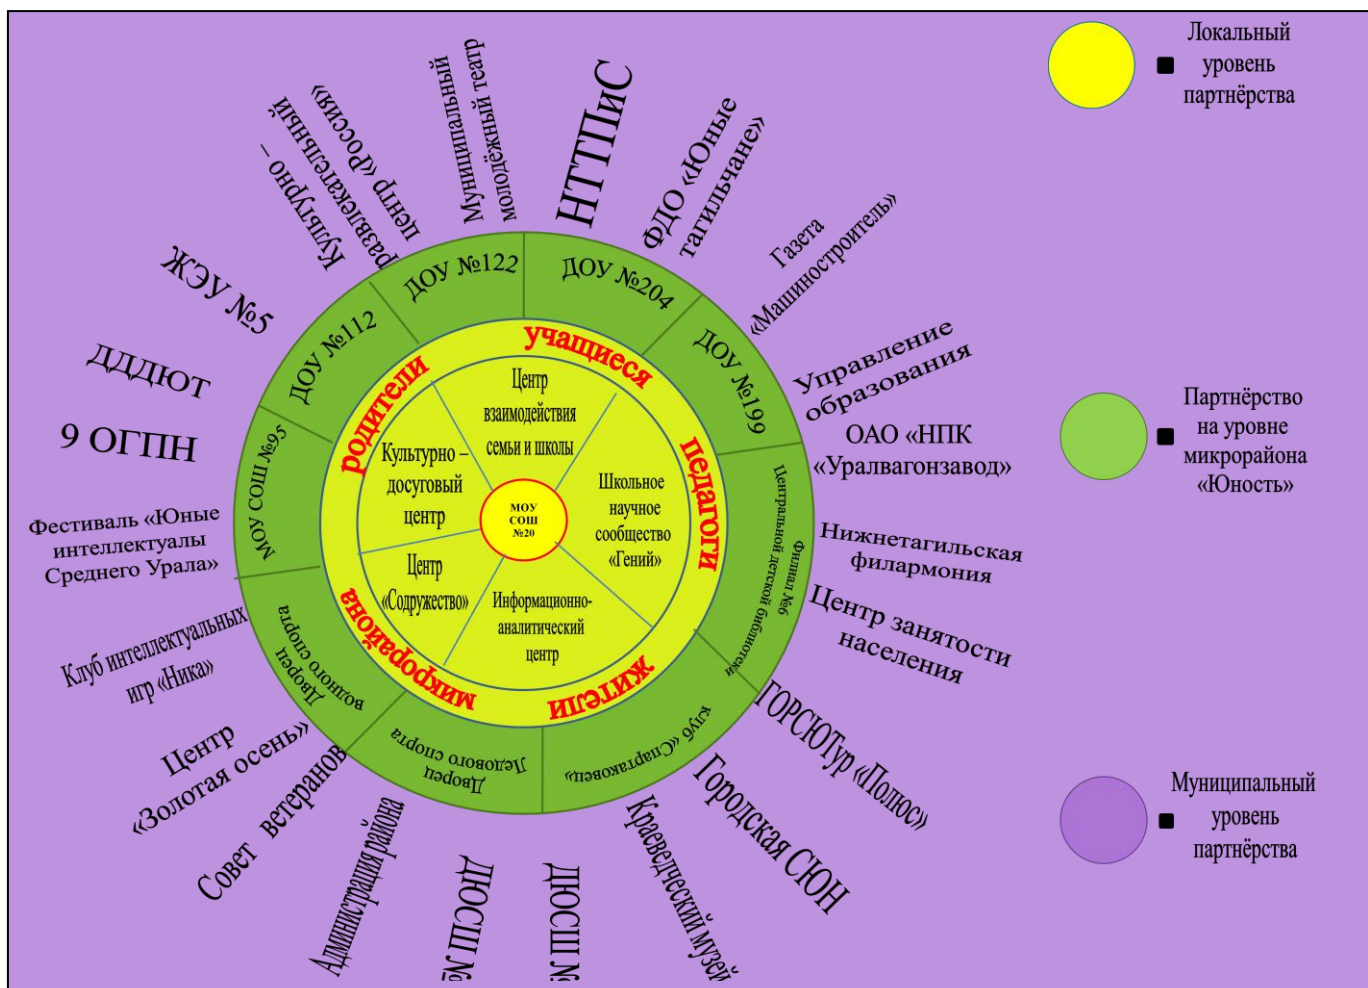 Локальный
уровень
партнёрства
Партнёрство
на уровне
микрорайона
«Юность»
Муниципальный
уровень
партнёрства
МОУ
СОШ
№20
Центр
взаимодействия
семьи и школы
Школьное
научное
сообщество
«Гений»
Информационно-
аналитический
центр
Центр
«Содружество»
Культурно –
досуговый
центр
родители
учащиеся
педагоги
жители
микрорайона
ДОУ №112
ДОУ №122
ДОУ №204
ДОУ №199
Филиал №6
Центральной детской библиотеки
клуб «Спартаковец»
Дворец
Ледового спорта
Дворец
водного спорта
МОУ СОШ №95
Культурно –
развлекательный
центр «Россия»
Муниципальный
молодёжный театр
НТТПиС
ФДО «Юные
тагильчане»
Газета
«Машиностроитель»
Управление
образования
ОАО «НПК
«Уралвагонзавод»
Нижнетагильская
филармония
Центр занятости
населения
ГОРСЮТур «Полюс»
Городская СЮН
Краеведческий музей
ДЮСШ №
ДЮСШ №
Администрация района
Совет ветеранов
Центр
«Золотая осень»
Клуб интеллектуальных
игр «Ника»
Фестиваль «Юные
интеллектуалы
Среднего Урала»
9 ОГПН
ДДДЮТ
ЖЭУ №5